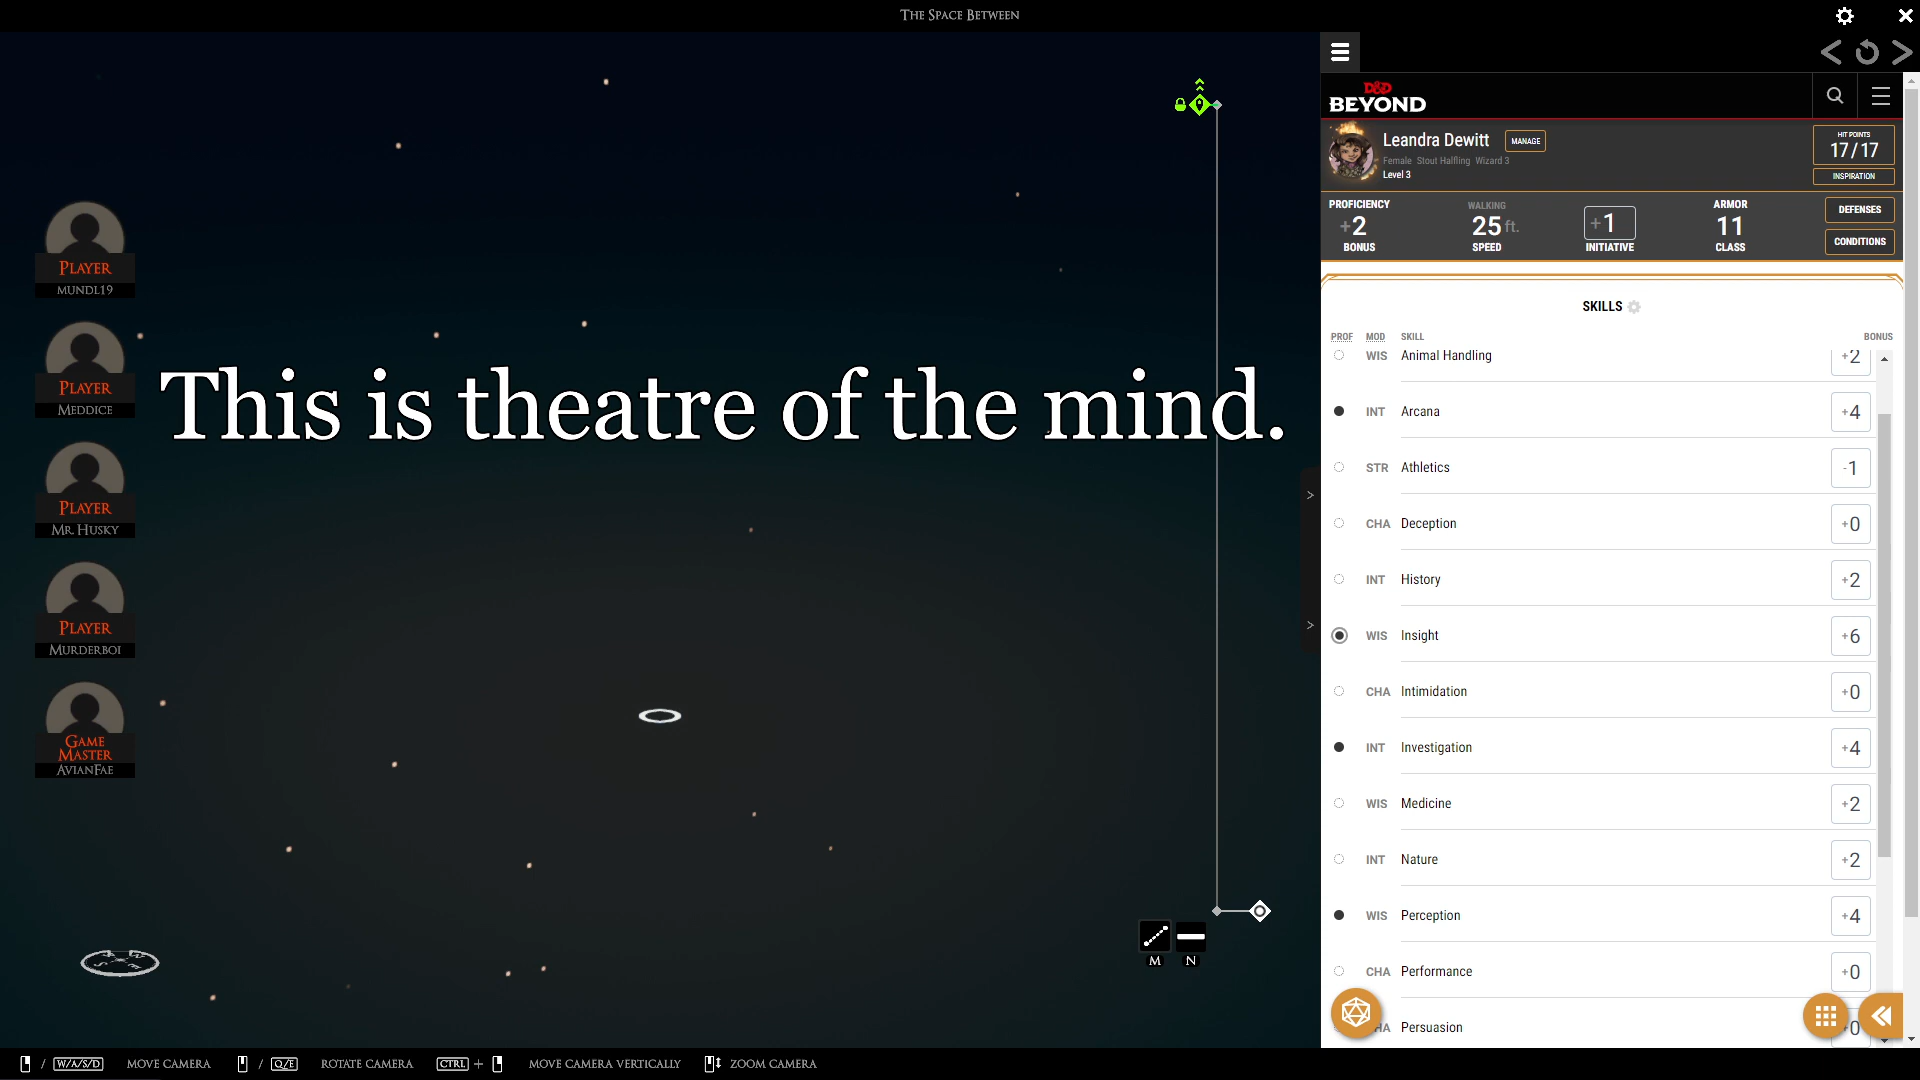 The Space Between
Player
mundl19
Player
Meddice
Player
Mr. Husky
Player
Murderboi
Game
Master
AvianFae
This is theatre of the mind.
M N
D&D
BEYOND
Leandra Dewitt MANAGE
Female Stout Halfling Wizard 3
Level 3
HIT POINTS
17/17
INSPIRATION
PROFICIENCY
+2
BONUS
WALKING
25 ft.
SPEED
+1
INITIATIVE
ARMOR
11
CLASS
DEFENSES
CONDITIONS
SKILLS
PROF MOD SKILL BONUS
WIS Animal Handling +2
INT Arcana +4
STR Athletics -1
CHA Deception +0
INT History +2
WIS Insight +6
CHA Intimidation +0
INT Investigation +4
WIS Medicine +2
INT Nature +2
WIS Perception +4
CHA Performance +0
HA Persuasion +0
/ W/A/S/D Move Camera / Q/E Rotate Camera CTRL + Move Camera Vertically Zoom Camera